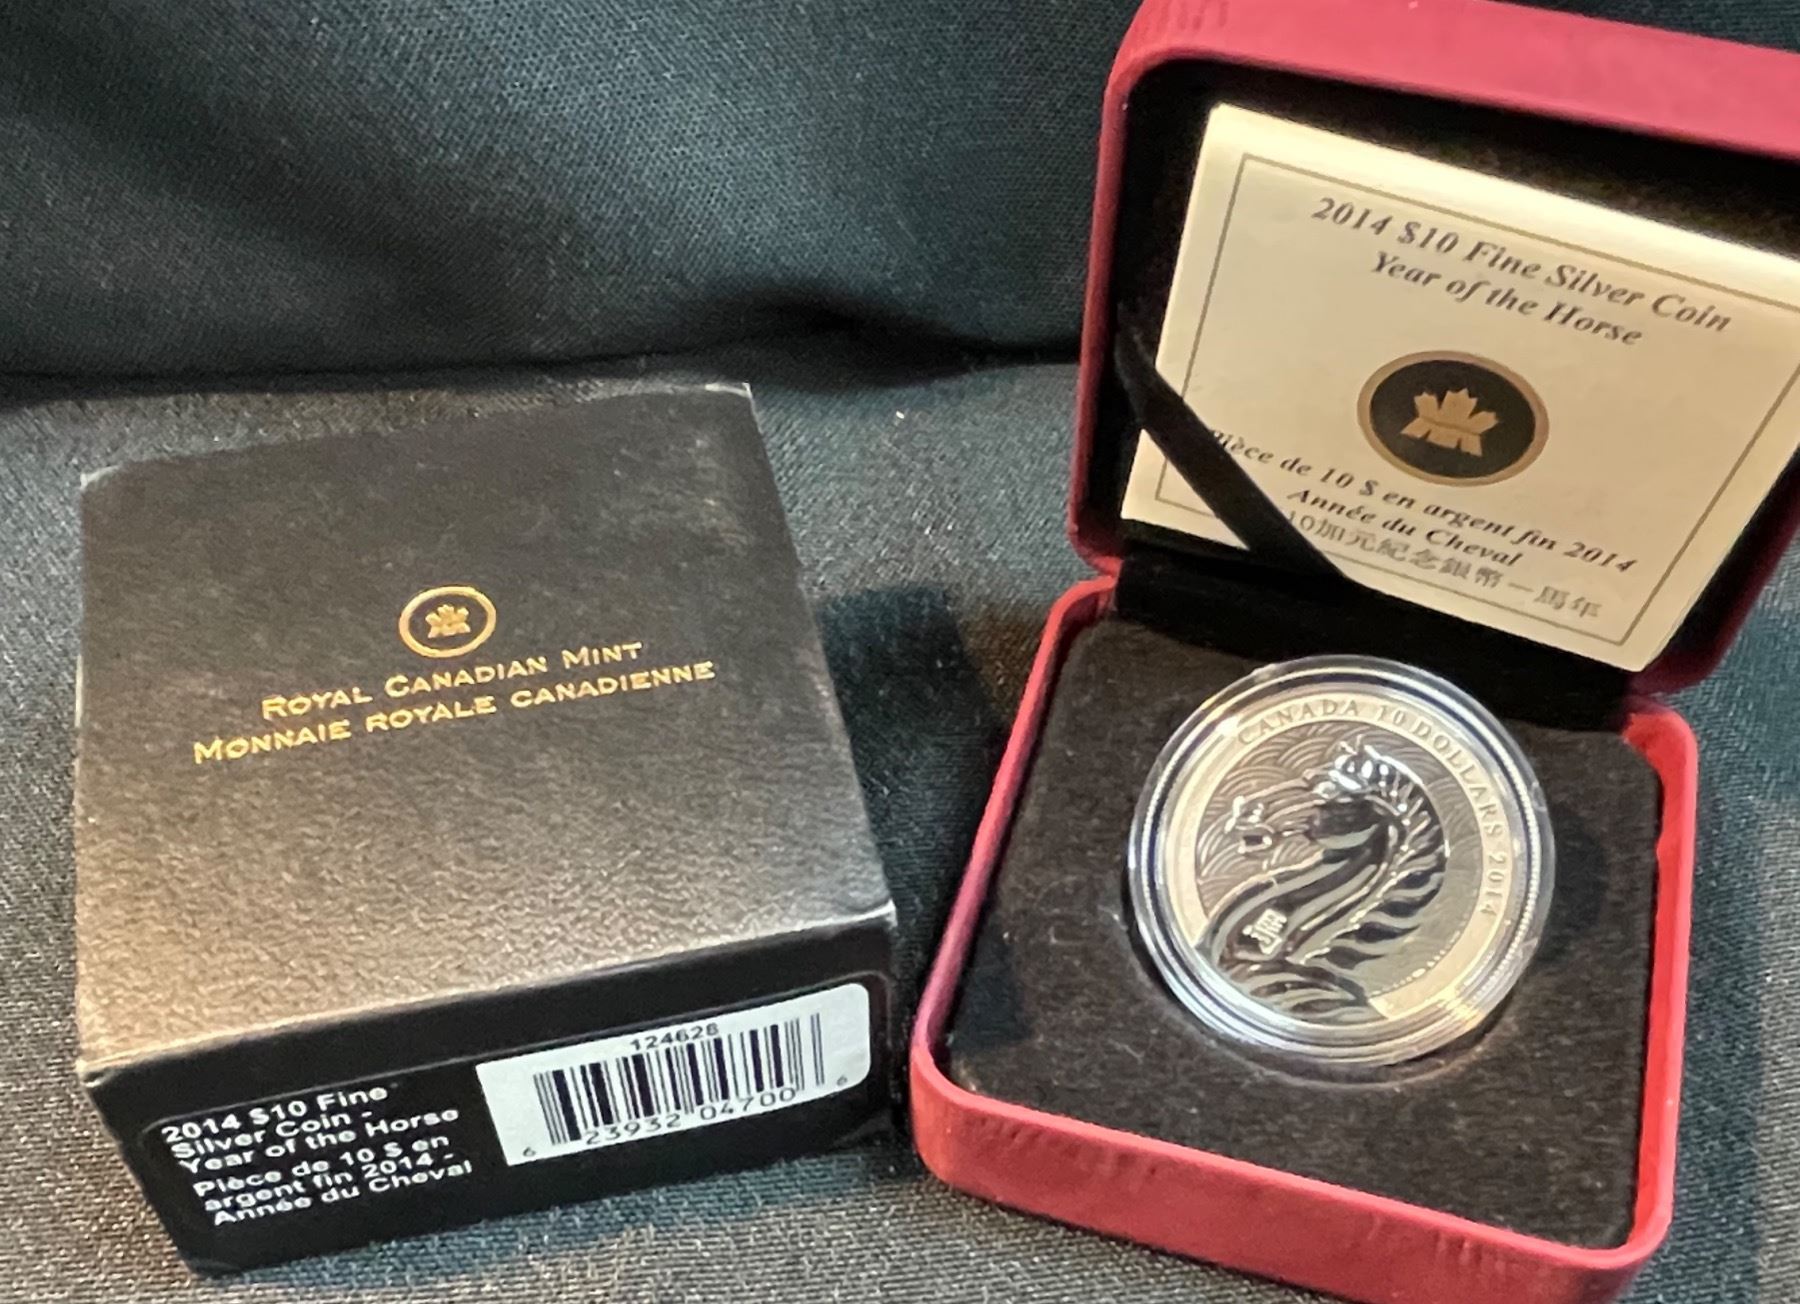 ROYAL CANADIAN MINT
MONNAIE ROYALE CANADIENNE
124628
6 23932 04700 6
2014 $10 Fine
Silver Coin -
Year of the Horse
Pièce de 10 $ en
argent fin 2014 -
Année du Cheval
2014 $10 Fine Silver Coin
Year of the Horse
Pièce de 10 $ en argent fin 2014
Année du Cheval
10加元紀念銀幣一馬年
CANADA 10 DOLLARS 2014